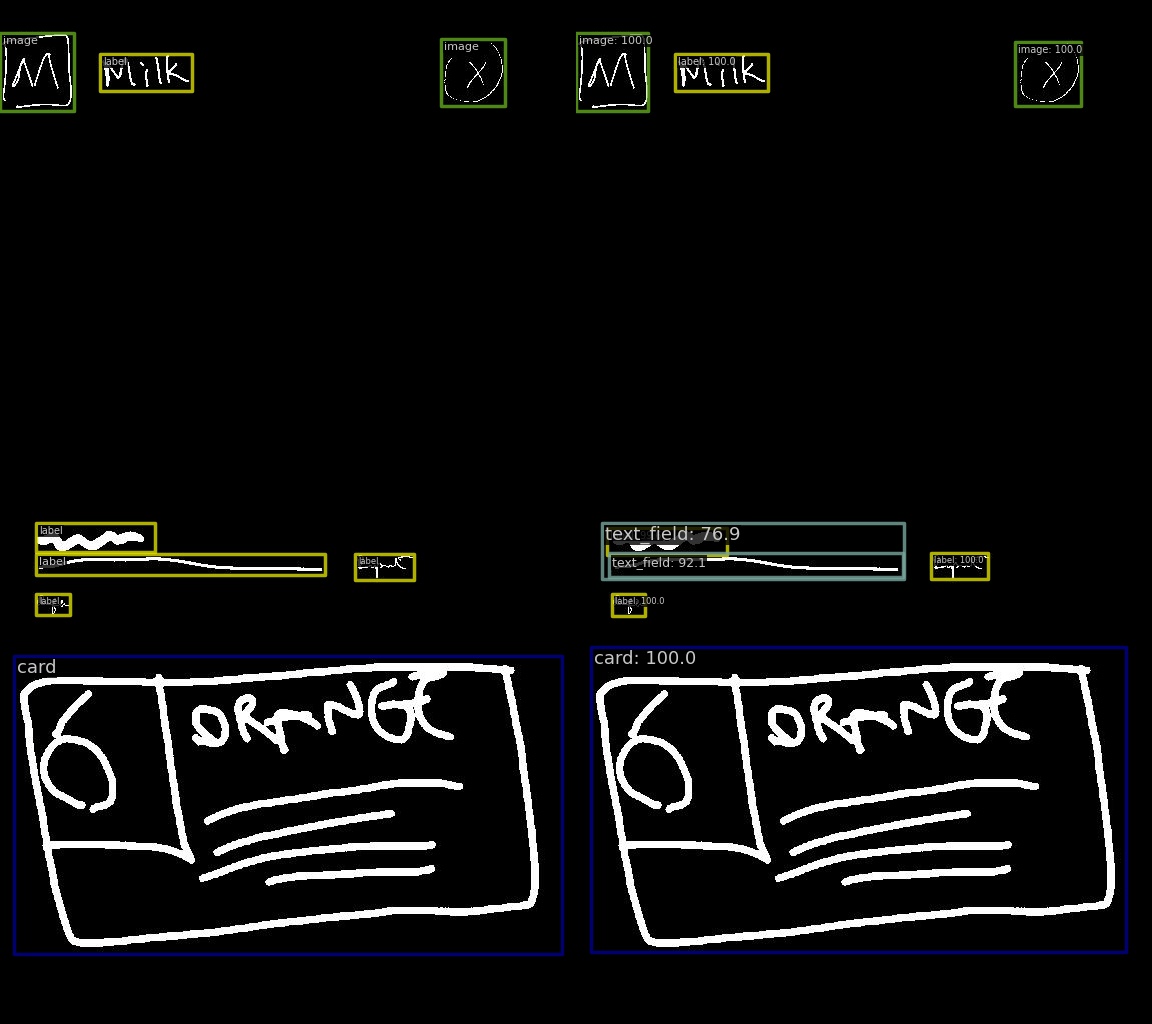 image
image: 100.0
M
M
label
Milk
label: 100.0
Milk
image
X
image: 100.0
X
label
label
label
label
text_field: 76.9
text_field: 92.1
label: 100.0
label: 100.0
card
6
ORANGE
card: 100.0
6
ORANGE